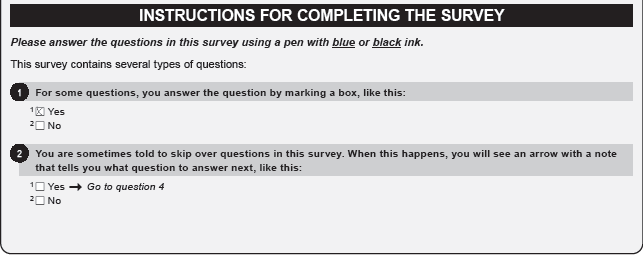 INSTRUCTIONS FOR COMPLETING THE SURVEY
Please answer the questions in this survey using a pen with blue or black ink.
This survey contains several types of questions:
1 For some questions, you answer the question by marking a box, like this:
1☒ Yes
2☐ No
2 You are sometimes told to skip over questions in this survey. When this happens, you will see an arrow with a note
that tells you what question to answer next, like this:
1☐ Yes → Go to question 4
2☐ No